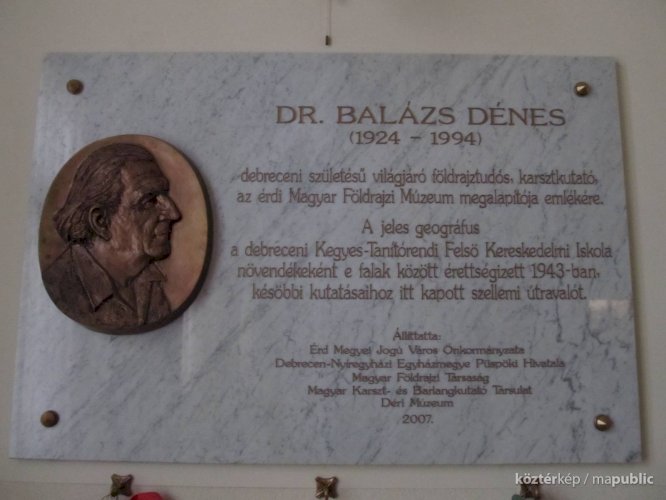 DR. BALÁZS DÉNES
(1924 - 1994)
debreceni születésű világjáró földrajztudós, karsztkutató,
az érdi Magyar Földrajzi Múzeum megalapítója emlékére.
A jeles geográfus
a debreceni Kegyes-Tanítórendi Felső Kereskedelmi Iskola
növendékeként e falak között érettségizett 1943-ban,
későbbi kutatásaihoz itt kapott szellemi útravalót.
Állíttatta:
Érd Megyei Jogú Város Önkormányzata
Debrecen-Nyíregyházi Egyházmegye Püspöki Hivatala
Magyar Földrajzi Társaság
Magyar Karszt- és Barlangkutató Társulat
Déri Múzeum
2007.
köztérkép / mapublic